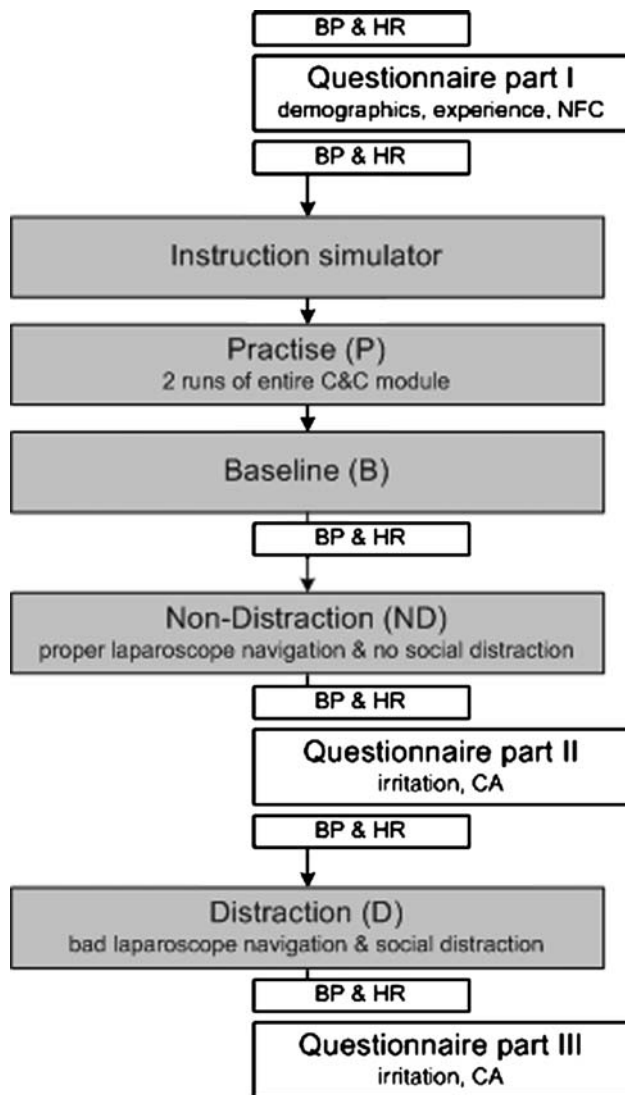 BP & HR
Questionnaire part I
demographics, experience, NFC
BP & HR
Instruction simulator
Practise (P)
2 runs of entire C&C module
Baseline (B)
BP & HR
Non-Distraction (ND)
proper laparoscope navigation & no social distraction
BP & HR
Questionnaire part II
irritation, CA
BP & HR
Distraction (D)
bad laparoscope navigation & social distraction
BP & HR
Questionnaire part III
irritation, CA